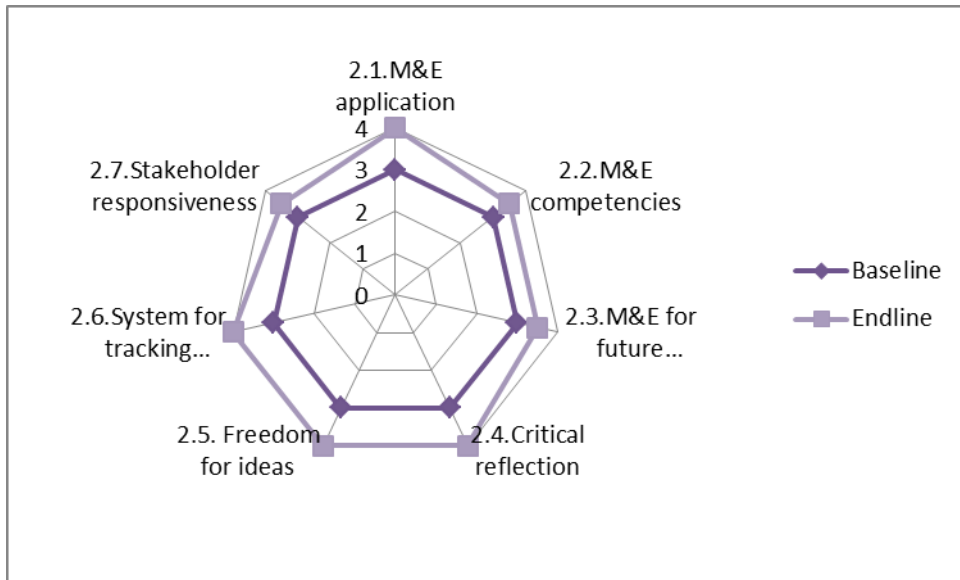 2.1.M&E
application
4
3
2
1
0
2.2.M&E
competencies
2.3.M&E for
future...
2.4.Critical
reflection
2.5. Freedom
for ideas
2.6.System for
tracking...
2.7.Stakeholder
responsiveness
Baseline
Endline